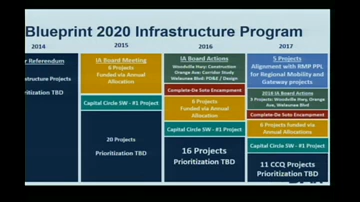 Blueprint 2020 Infrastructure Program
2014
2015
2016
2017
Referendum
structure Projects
oritization TBD
IA Board Meeting
6 Projects
Funded via Annual
Allocation
Capital Circle SW - #1 Project
20 Projects
Prioritization TBD
IA Board Actions
Woodville Hwy: Construction
Orange Ave: Corridor Study
Welaunee Blvd: PD&E / Design
Complete-De Soto Encampment
6 Projects
Funded via Annual
Allocation
Capital Circle SW - #1 Project
16 Projects
Prioritization TBD
5 Projects
Alignment with RMP PPL
for Regional Mobility and
Gateway projects
2016 IA Board Actions
3 Projects: Woodville Hwy, Orange
Ave, Welaunee Blvd
Complete-De Soto Encampment
6 Projects funded via
Annual Allocations
Capital Circle SW - #1 Project
11 CCQ Projects
Prioritization TBD